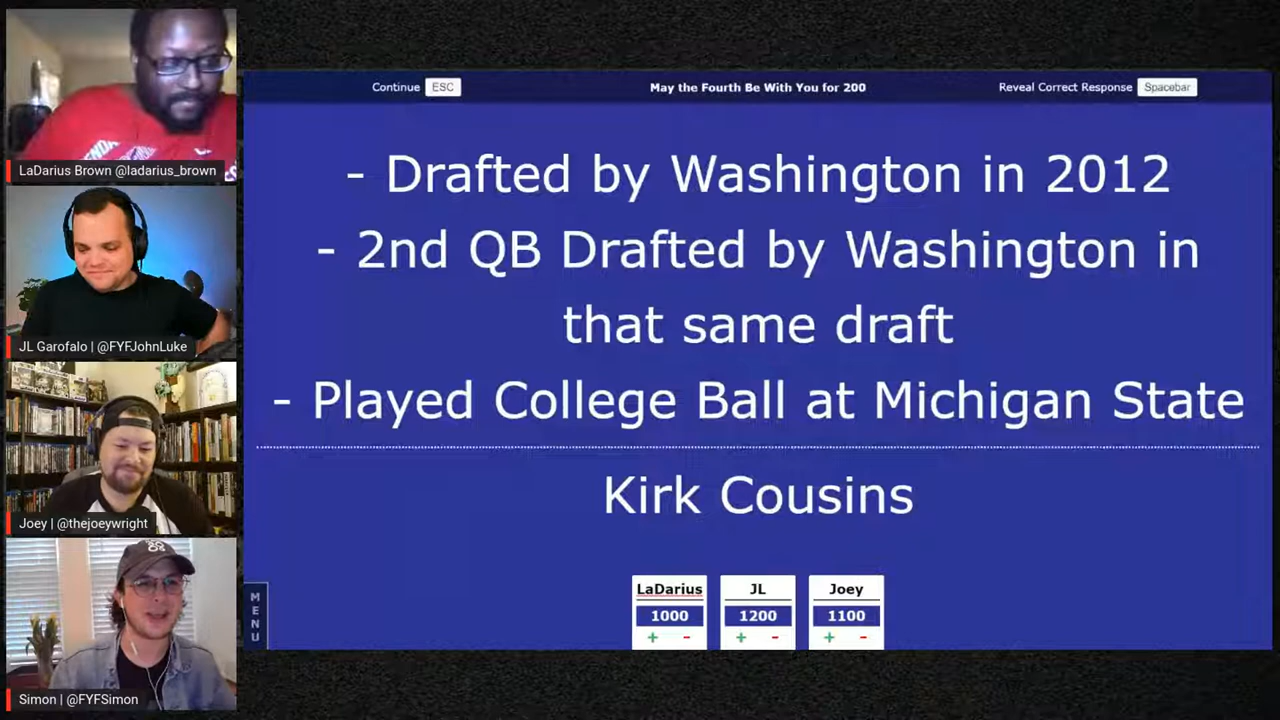 Continue ESC
May the Fourth Be With You for 200
Reveal Correct Response Spacebar
- Drafted by Washington in 2012
- 2nd QB Drafted by Washington in
that same draft
- Played College Ball at Michigan State
Kirk Cousins
LaDarius JL Joey
1000 1200 1100
+ - + - + -
MENU
LaDarius Brown @ladarius_brown
JL Garofalo | @FYFJohnLuke
Joey | @thejoeywright
Simon | @FYFSimon